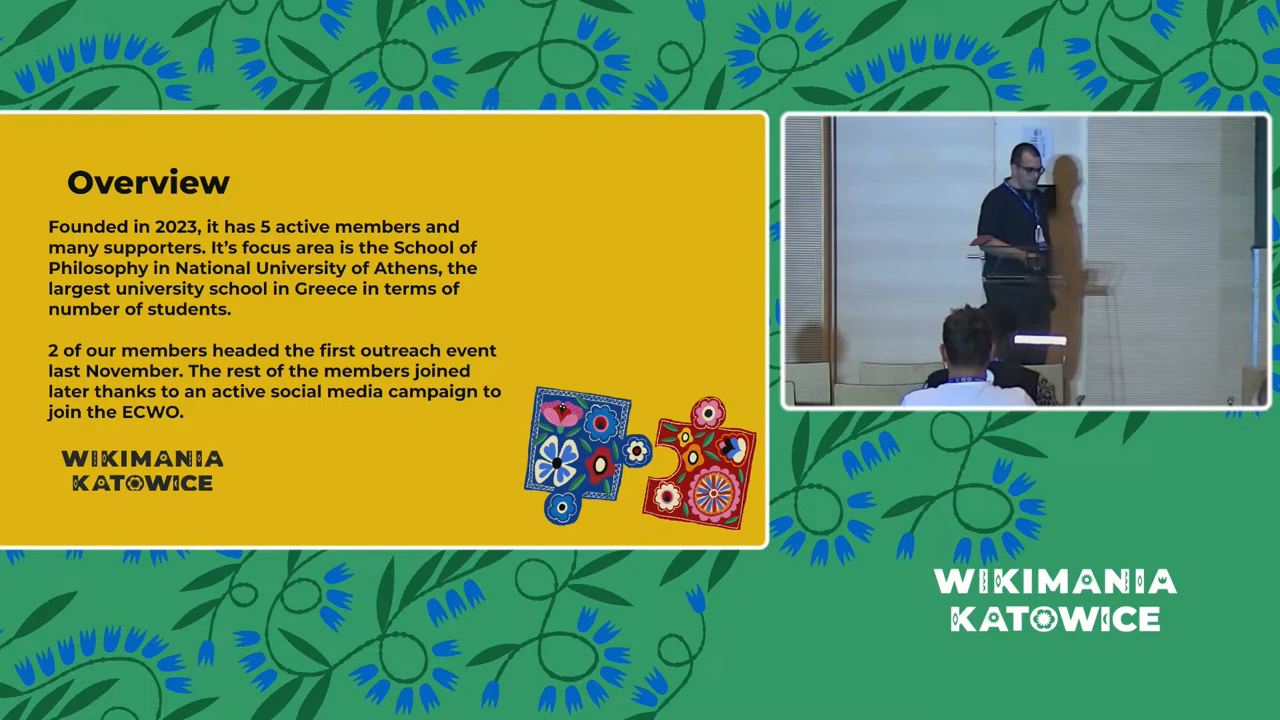 Overview
Founded in 2023, it has 5 active members and
many supporters. It’s focus area is the School of
Philosophy in National University of Athens, the
largest university school in Greece in terms of
number of students.
2 of our members headed the first outreach event
last November. The rest of the members joined
later thanks to an active social media campaign to
join the ECWO.
WIKIMANIA
KATOWICE
WIKIMANIA
KATOWICE